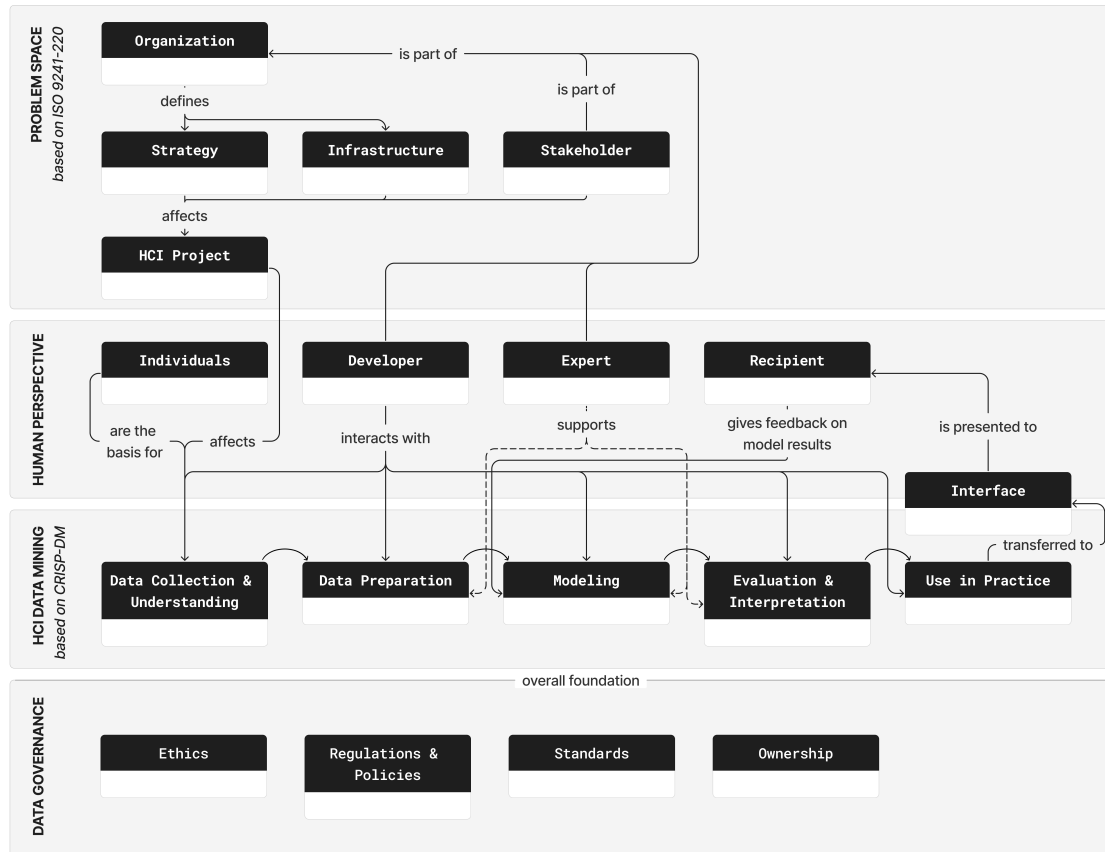 PROBLEM SPACE
based on ISO 9241-220
Organization
is part of
defines
is part of
Strategy
Infrastructure
Stakeholder
affects
HCI Project
HUMAN PERSPECTIVE
Individuals
Developer
Expert
Recipient
are the
basis for
affects
interacts with
supports
gives feedback on
model results
is presented to
Interface
HCI DATA MINING
based on CRISP-DM
transferred to
Data Collection &
Understanding
Data Preparation
Modeling
Evaluation &
Interpretation
Use in Practice
overall foundation
DATA GOVERNANCE
Ethics
Regulations &
Policies
Standards
Ownership